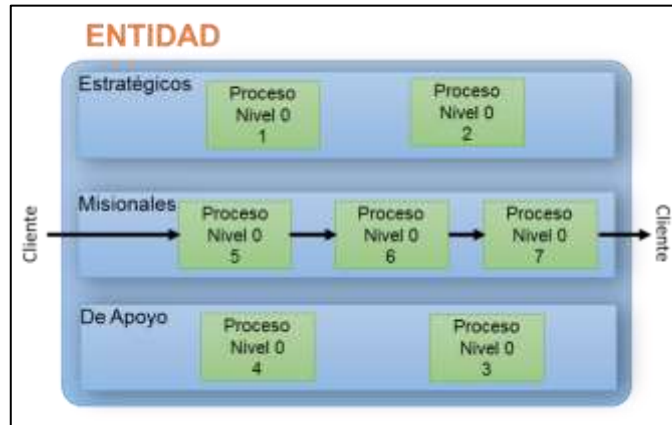 ENTIDAD
Estratégicos
Proceso
Nivel 0
1
Proceso
Nivel 0
2
Misionales
Cliente
Proceso
Nivel 0
5
Proceso
Nivel 0
6
Proceso
Nivel 0
7
Cliente
De Apoyo
Proceso
Nivel 0
4
Proceso
Nivel 0
3